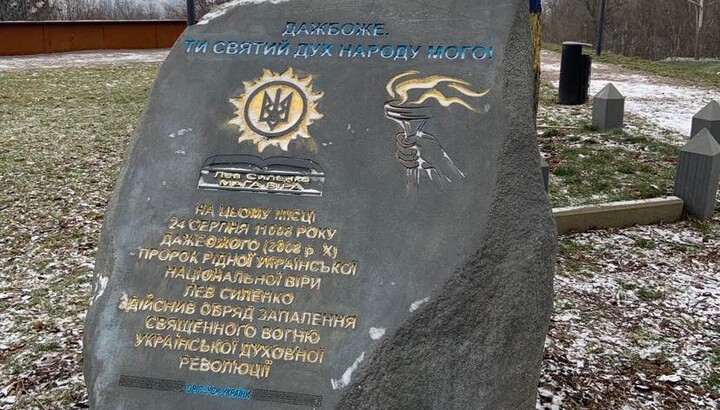 ДАЖБОЖЕ,
ТИ СВЯТИЙ ДУХ НАРОДУ МОГО!
ЛЕВ СИЛЕНКО
МАГА ВІРА
НА ЦЬОМУ МІСЦІ
24 СЕРПНЯ 11008 РОКУ
ДАЖБОЖОГО (2008 р. Х)
ПРОРОК РІДНОЇ УКРАЇНСЬКОЇ
НАЦІОНАЛЬНОЇ ВІРИ
ЛЕВ СИЛЕНКО
ЗДІЙСНИВ ОБРЯД ЗАПАЛЕННЯ
СВЯЩЕННОГО ВОГНЮ
УКРАЇНСЬКОЇ ДУХОВНОЇ
РЕВОЛЮЦІЇ